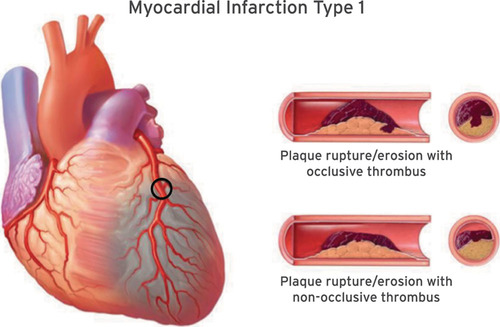 Myocardial Infarction Type 1
Plaque rupture/erosion with
occlusive thrombus
Plaque rupture/erosion with
non-occlusive thrombus